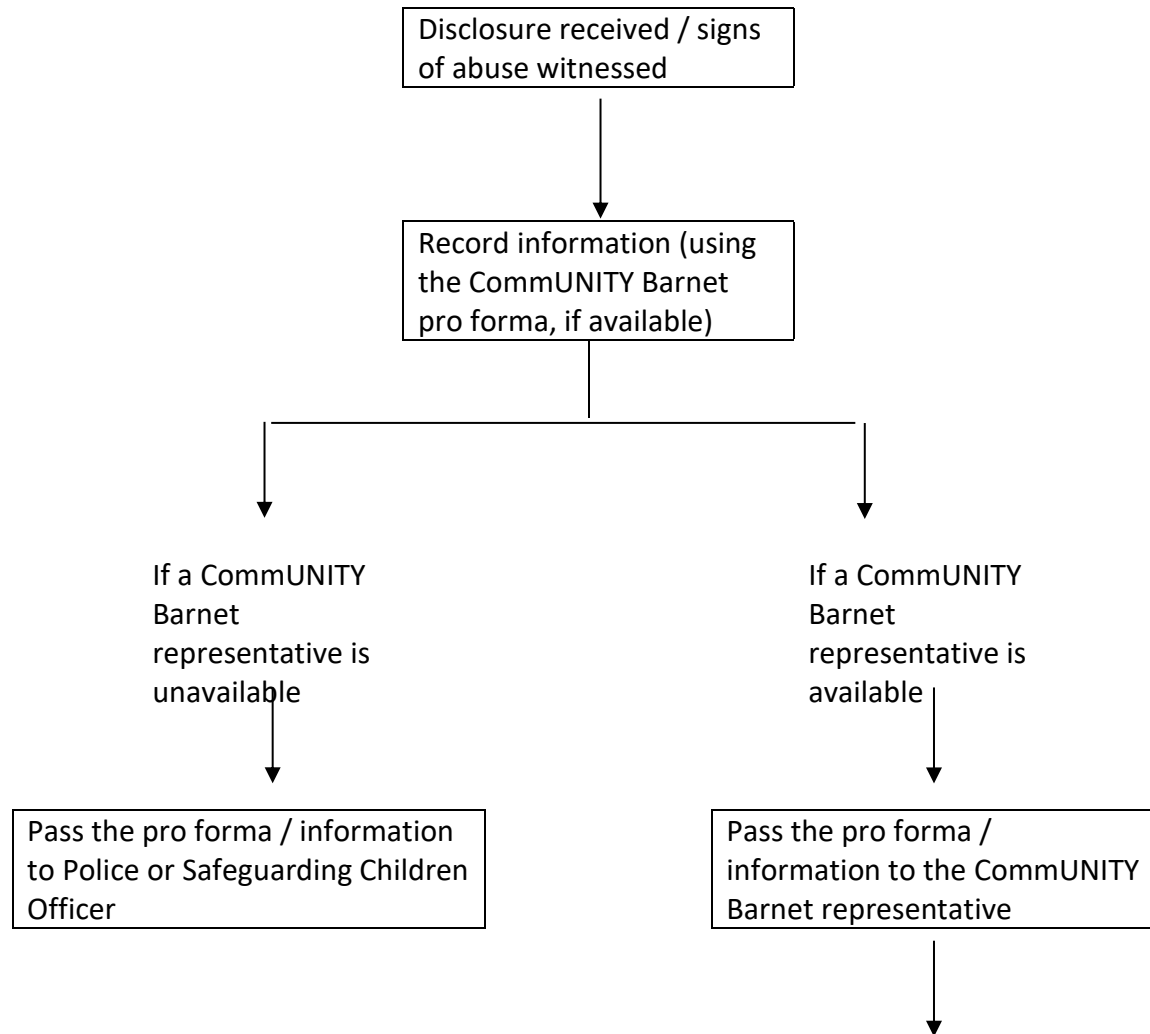 Disclosure received / signs
of abuse witnessed
Record information (using
the CommUNITY Barnet
pro forma, if available)
If a CommUNITY
Barnet
representative is
unavailable
If a CommUNITY
Barnet
representative is
available
Pass the pro forma / information
to Police or Safeguarding Children
Officer
Pass the pro forma /
information to the CommUNITY
Barnet representative